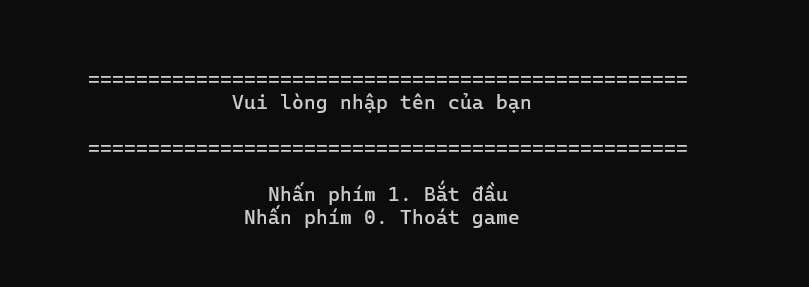 ==================================================
Vui lòng nhập tên của bạn
==================================================
Nhấn phím 1. Bắt đầu
Nhấn phím 0. Thoát game